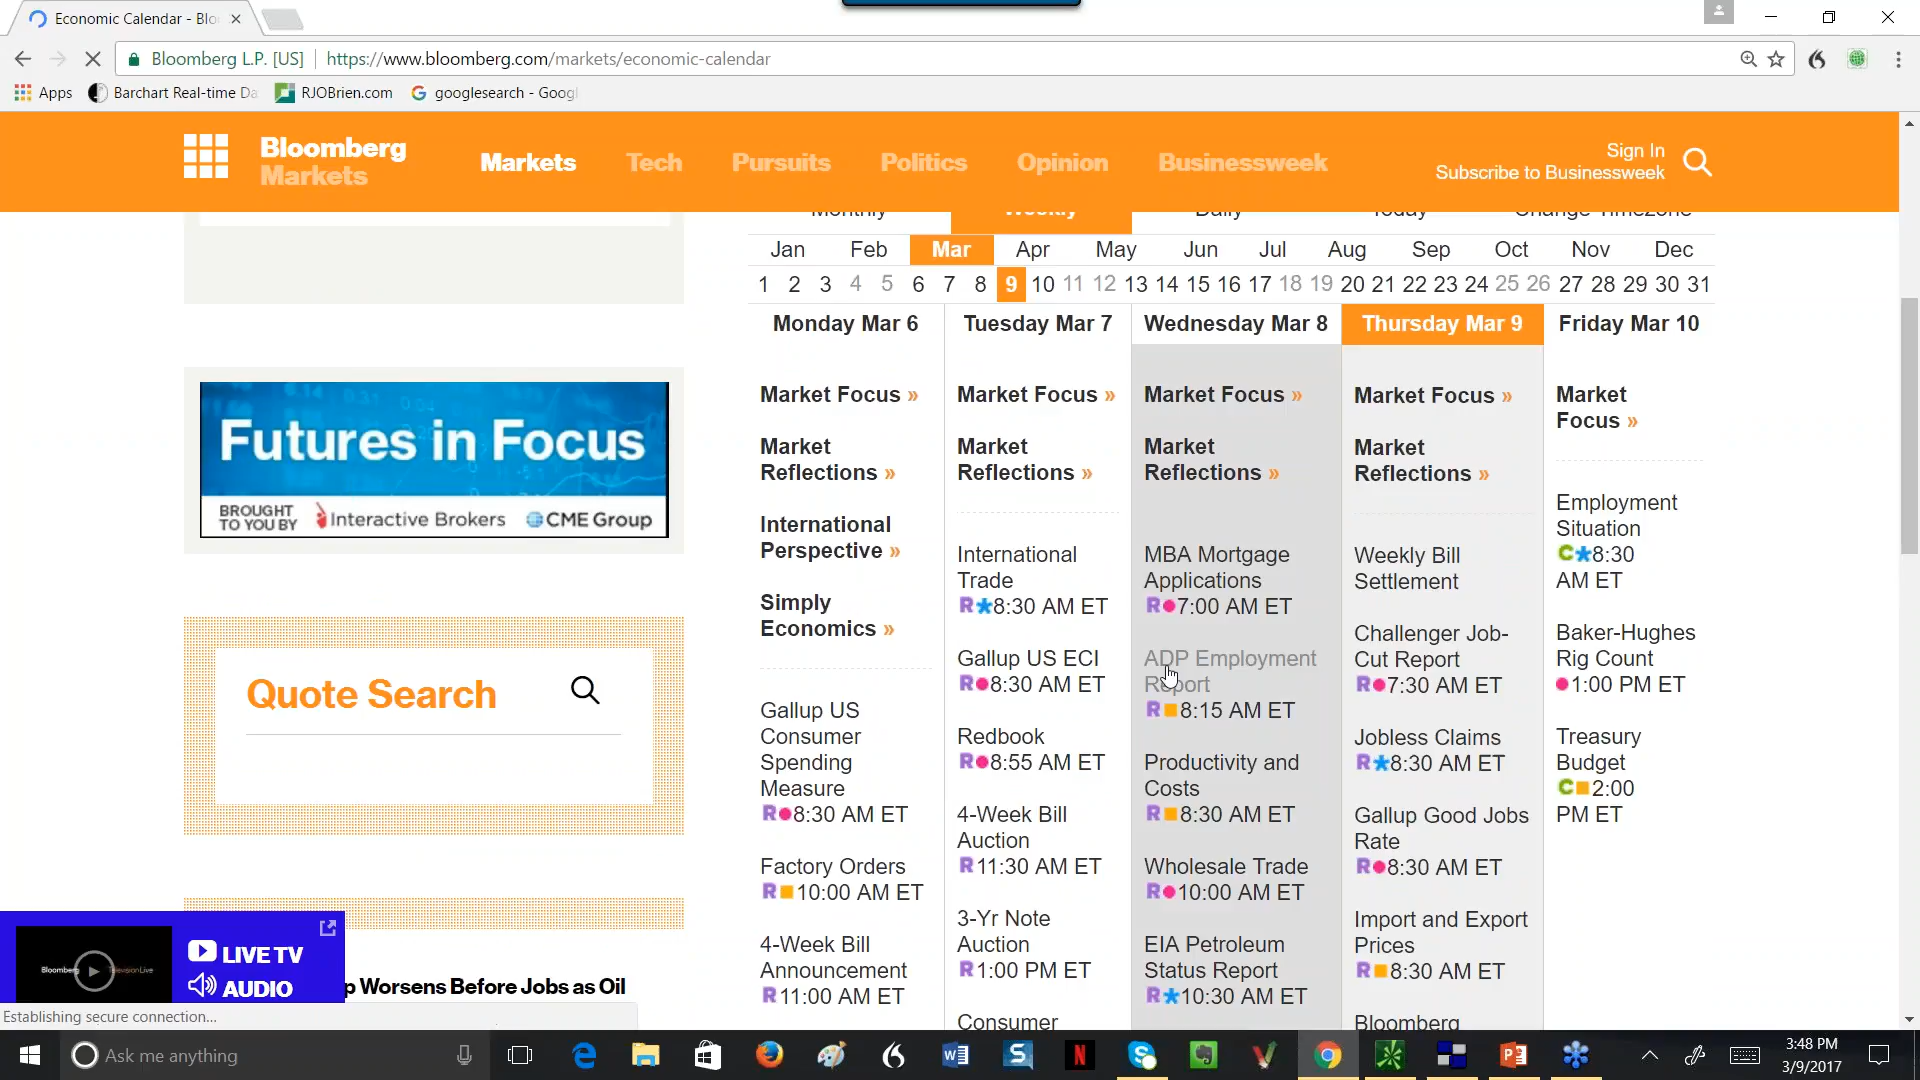 Economic Calendar - Blo
Bloomberg L.P. [US]
https://www.bloomberg.com/markets/economic-calendar
Apps
Barchart Real-time Da
RJOBrien.com
googlesearch - Googl
Bloomberg
Markets
Markets
Tech
Pursuits
Politics
Opinion
Businessweek
Sign In
Subscribe to Businessweek
Monthly
Weekly
Daily
Today
Change Timezone
Jan Feb Mar Apr May Jun Jul Aug Sep Oct Nov Dec
1 2 3 4 5 6 7 8 9 10 11 12 13 14 15 16 17 18 19 20 21 22 23 24 25 26 27 28 29 30 31
Futures in Focus
BROUGHT
TO YOU BY
Interactive Brokers
CME Group
Quote Search
LIVE TV
AUDIO
Bloomberg
Television Live
p Worsens Before Jobs as Oil
Establishing secure connection...
Monday Mar 6
Market Focus »
Market
Reflections »
International
Perspective »
Simply
Economics »
Gallup US
Consumer
Spending
Measure
R 8:30 AM ET
Factory Orders
R 10:00 AM ET
4-Week Bill
Announcement
R 11:00 AM ET
Tuesday Mar 7
Market Focus »
Market
Reflections »
International
Trade
R 8:30 AM ET
Gallup US ECI
R 8:30 AM ET
Redbook
R 8:55 AM ET
4-Week Bill
Auction
R 11:30 AM ET
3-Yr Note
Auction
R 1:00 PM ET
Consumer
Wednesday Mar 8
Market Focus »
Market
Reflections »
MBA Mortgage
Applications
R 7:00 AM ET
ADP Employment
Report
R 8:15 AM ET
Productivity and
Costs
R 8:30 AM ET
Wholesale Trade
R 10:00 AM ET
EIA Petroleum
Status Report
R 10:30 AM ET
Thursday Mar 9
Market Focus »
Market
Reflections »
Weekly Bill
Settlement
Challenger Job-
Cut Report
R 7:30 AM ET
Jobless Claims
R 8:30 AM ET
Gallup Good Jobs
Rate
R 8:30 AM ET
Import and Export
Prices
R 8:30 AM ET
Bloomberg
Friday Mar 10
Market
Focus »
Employment
Situation
C 8:30
AM ET
Baker-Hughes
Rig Count
1:00 PM ET
Treasury
Budget
C 2:00
PM ET
Ask me anything
3:48 PM
3/9/2017